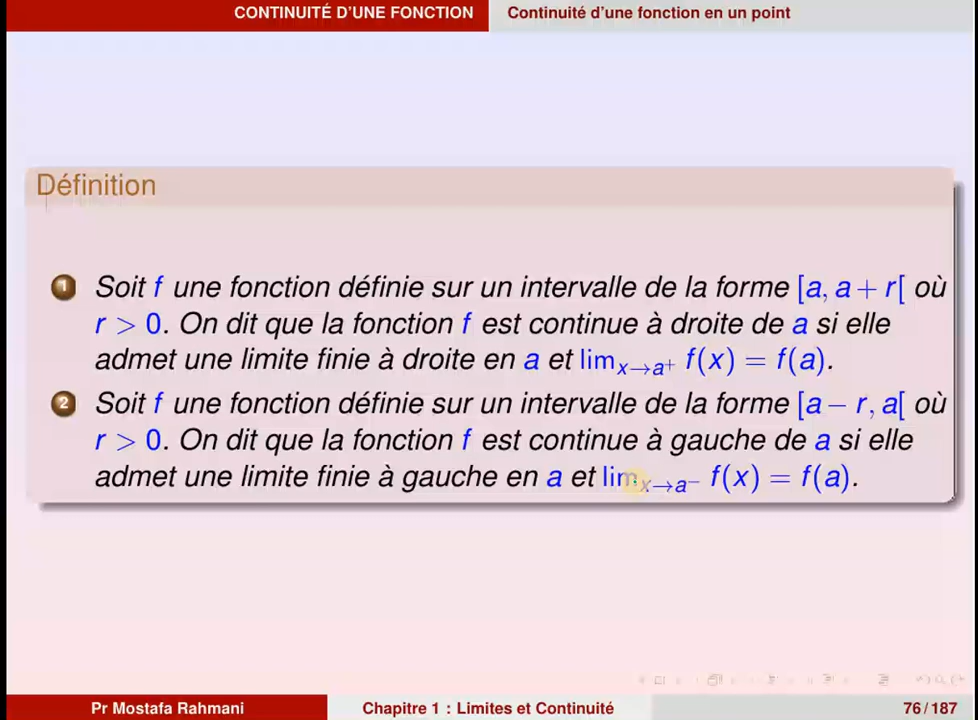 CONTINUITÉ D'UNE FONCTION Continuité d'une fonction en un point
Définition
1 Soit f une fonction définie sur un intervalle de la forme [a, a + r[ où
r > 0. On dit que la fonction f est continue à droite de a si elle
admet une limite finie à droite en a et lim x→a⁺ f(x) = f(a).
2 Soit f une fonction définie sur un intervalle de la forme [a − r, a[ où
r > 0. On dit que la fonction f est continue à gauche de a si elle
admet une limite finie à gauche en a et lim x→a⁻ f(x) = f(a).
Pr Mostafa Rahmani Chapitre 1 : Limites et Continuité 76/187